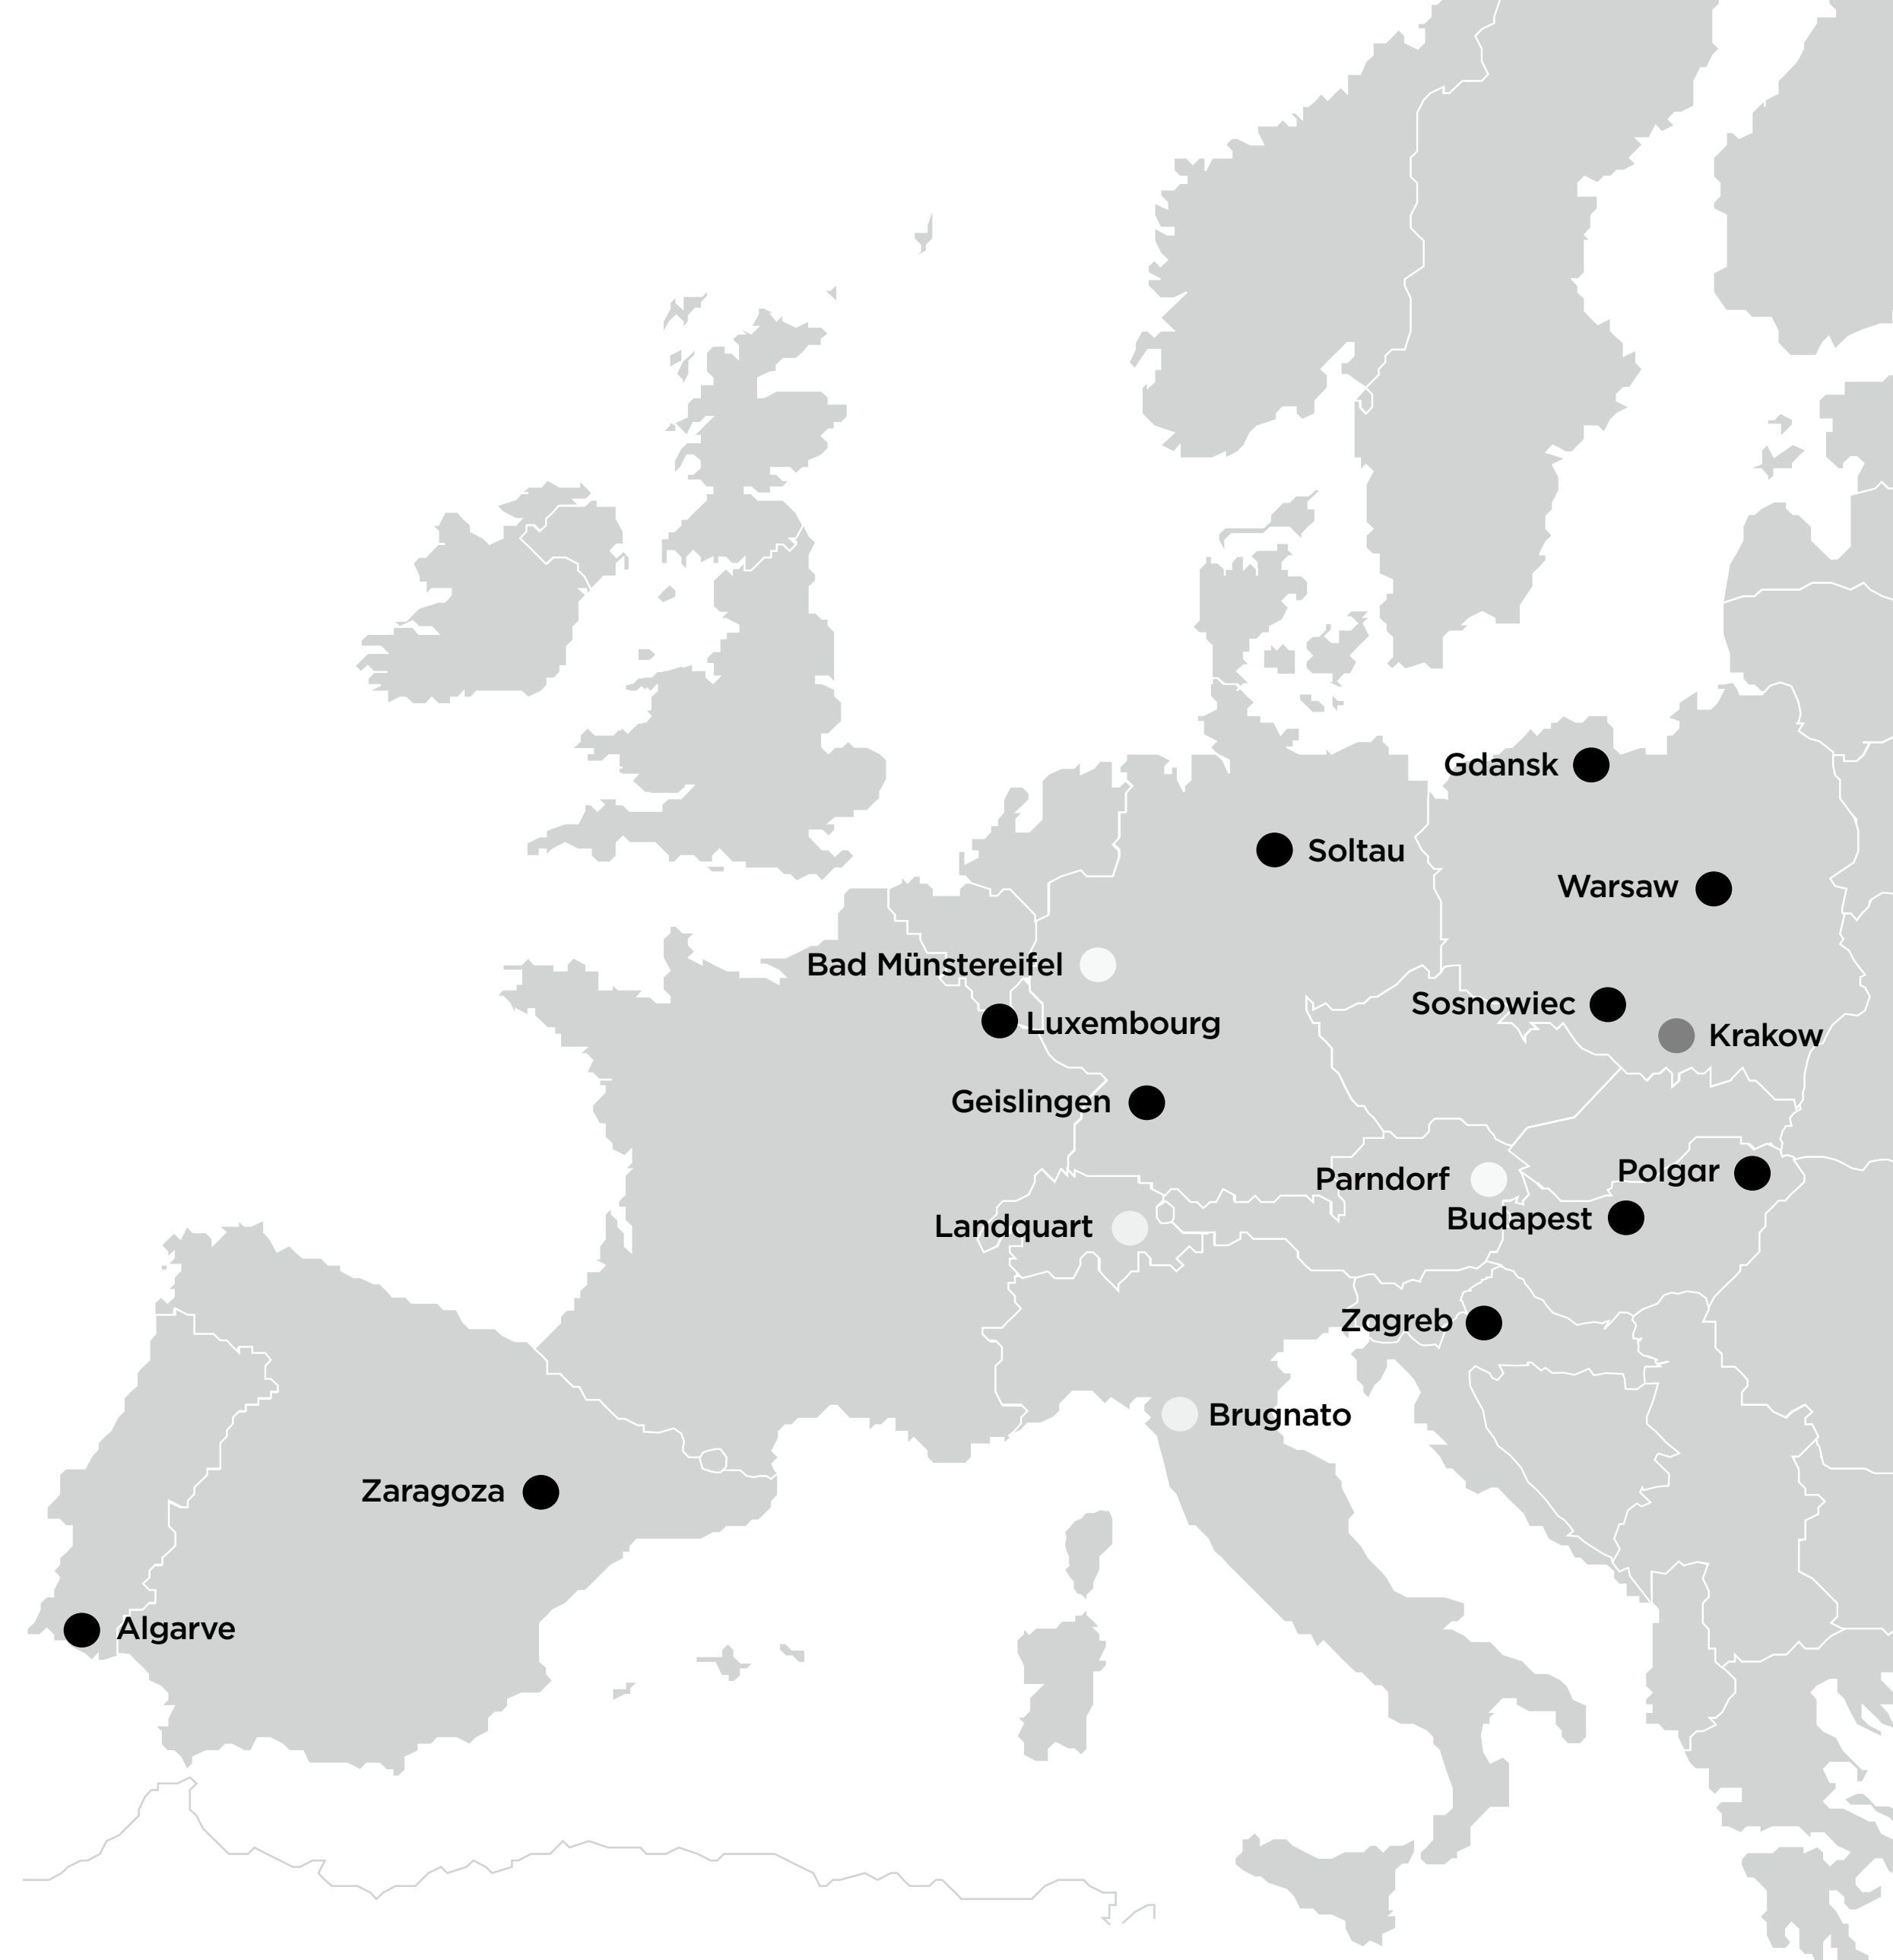 Gdansk
Soltau
Warsaw
Bad Münstereifel
Sosnowiec
Luxembourg
Krakow
Geislingen
Polgar
Parndorf
Budapest
Landquart
Zagreb
Brugnato
Zaragoza
Algarve